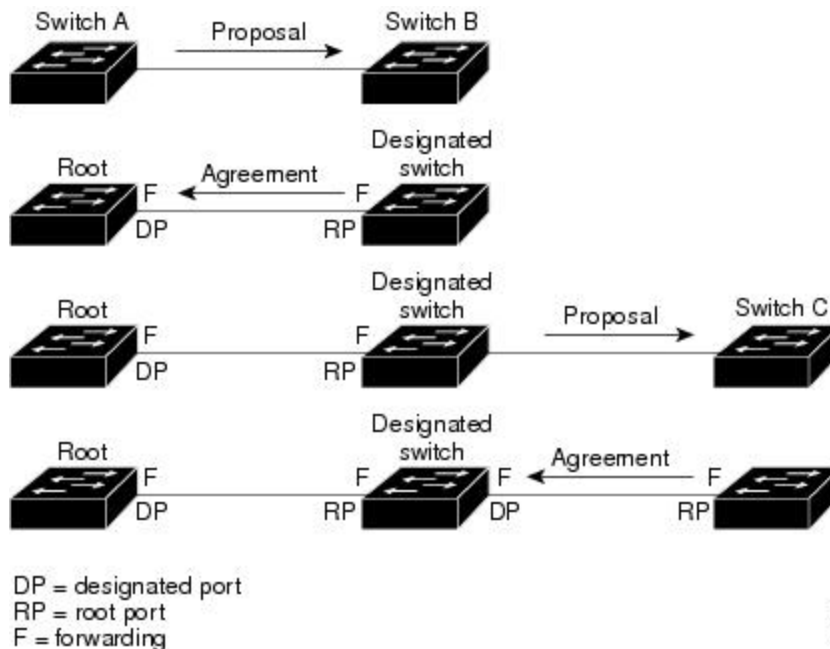 Switch A
Proposal
Switch B
Root
F
Agreement
F
Designated
switch
DP
RP
Root
F
F
Designated
switch
Proposal
Switch C
DP
RP
Root
F
F
Designated
switch
F
Agreement
F
DP
RP
DP
RP
DP = designated port
RP = root port
F = forwarding